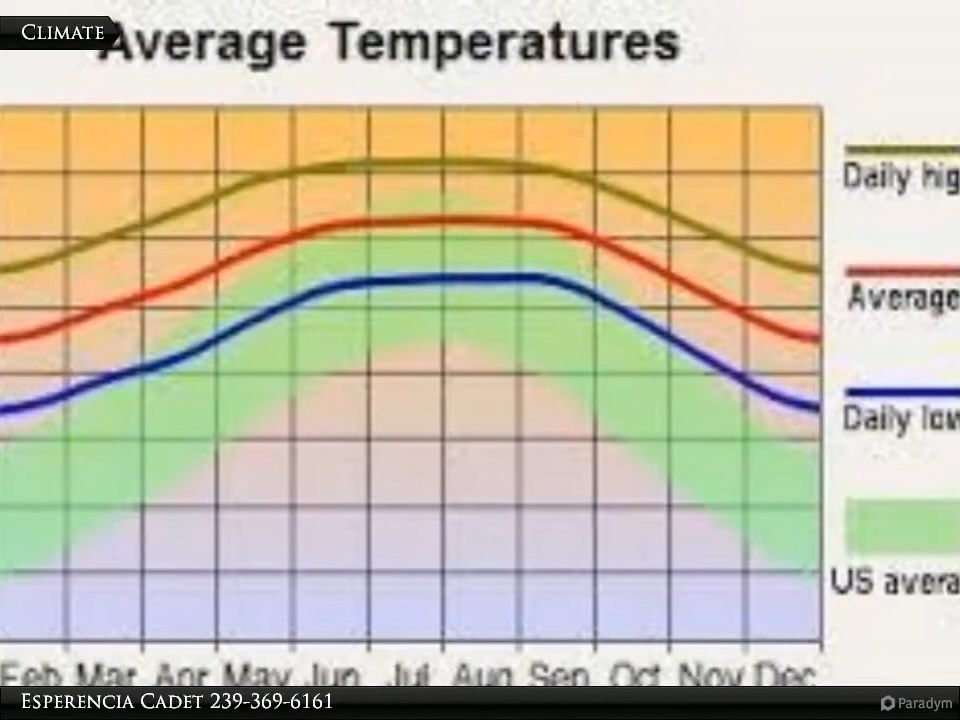 Climate
Average Temperatures
Daily hig
Average
Daily low
US avera
Feb Mar Apr May Jun Jul Aug Sep Oct Nov Dec
Esperencia Cadet 239-369-6161
Paradym